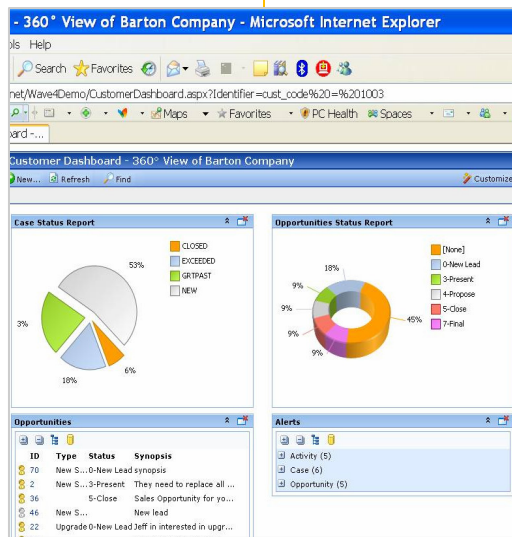 - 360° View of Barton Company - Microsoft Internet Explorer
ols Help
Search Favorites
net/Wave4Demo/CustomerDashboard.aspx?Identifier=cust_code%20=%201003
Maps Favorites PC Health Spaces
ard -...
Customer Dashboard - 360° View of Barton Company
New... Refresh Find Customize
Case Status Report
CLOSED
EXCEEDED
GRTPAST
NEW
53%
3%
18%
6%
Opportunities Status Report
[None]
0-New Lead
3-Present
4-Propose
5-Close
7-Final
18%
9%
9%
45%
9%
9%
Opportunities
ID Type Status Synopsis
70 New S...0-New Lead synopsis
2 New S...3-Present They need to replace all ...
36 5-Close Sales Opportunity for yo...
46 New S... New lead
22 Upgrade 0-New Lead Jeff in interested in upgr...
Alerts
Activity (5)
Case (6)
Opportunity (5)